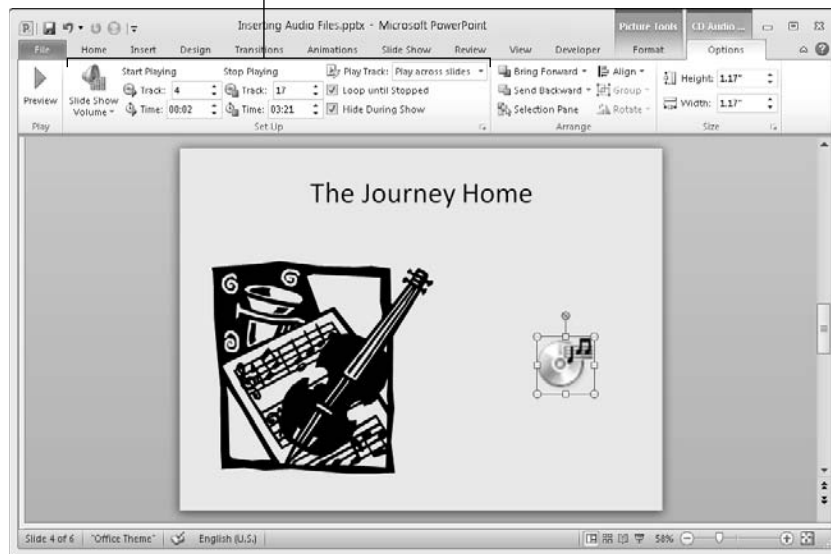 Inserting Audio Files.pptx - Microsoft PowerPoint
Picture Tools
CD Audio ...
File Home Insert Design Transitions Animations Slide Show Review View Developer Format Options
Start Playing Stop Playing Play Track: Play across slides Bring Forward Align Height: 1.17"
Preview Slide Show Volume Track: 4 Track: 17 Loop until Stopped Send Backward Group
Time: 00:02 Time: 03:21 Hide During Show Selection Pane Rotate Width: 1.17"
Play Set Up Arrange Size
The Journey Home
Slide 4 of 6 "Office Theme" English (U.S.) 58%